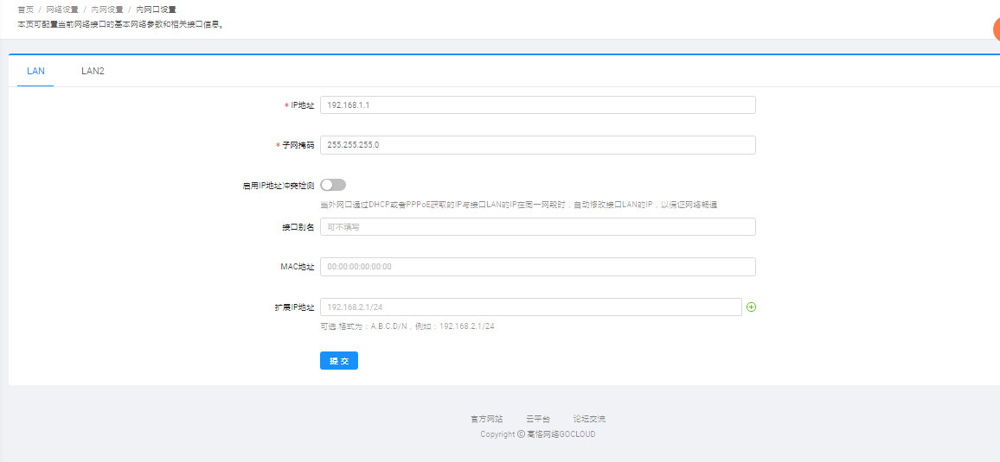 首页 / 网络设置 / 内网设置 / 内网口设置
本页可配置当前网络接口的基本网络参数和相关接口信息。
LAN LAN2
* IP地址 192.168.1.1
* 子网掩码 255.255.255.0
启用IP地址冲突检测
当外网口通过DHCP或者PPPoE获取的IP与接口LAN的IP在同一网段时，自动修改接口LAN的IP，以保证网络畅通
接口别名 可不填写
MAC地址 00:00:00:00:00:00
扩展IP地址 192.168.2.1/24
可选.格式为：A.B.C.D/N，例如：192.168.2.1/24
提 交
官方网站 云平台 论坛交流
Copyright © 高恪网络GOCLOUD